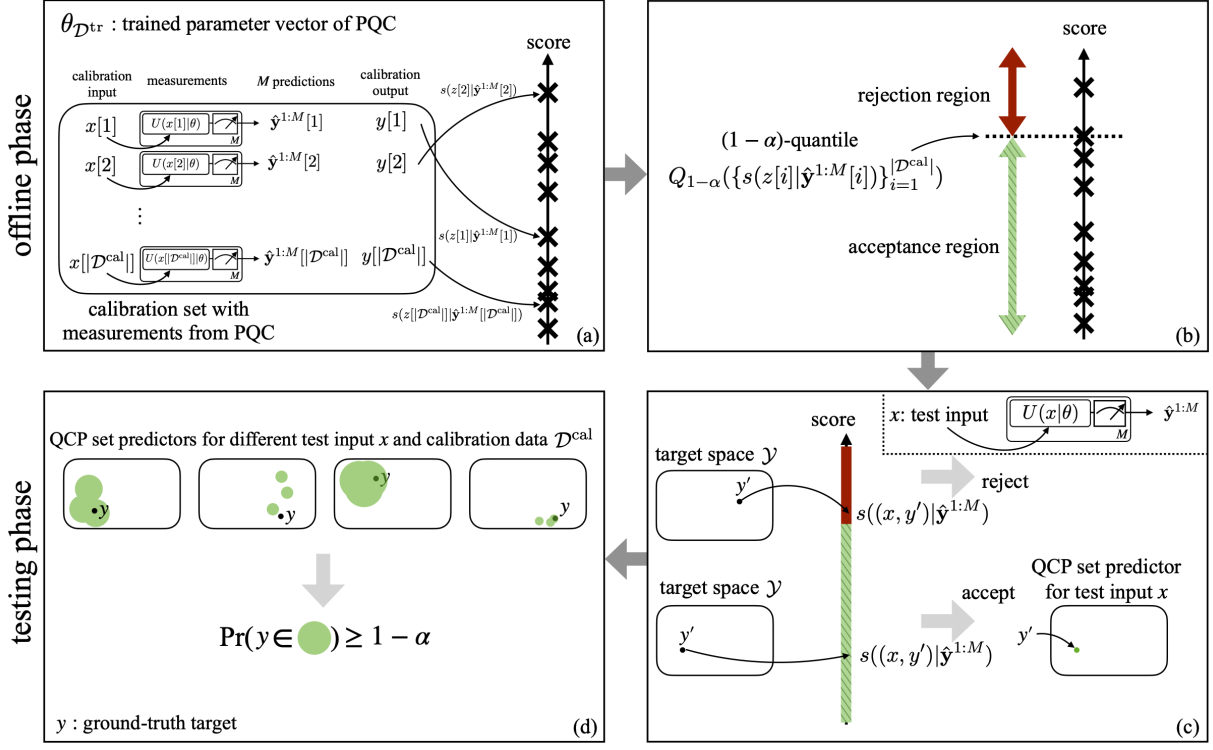 offline phase
θ_{𝒟^tr} : trained parameter vector of PQC
calibration input
measurements
M predictions
calibration output
score
x[1]
U(x[1]|θ)
M
ŷ^{1:M}[1]
y[1]
x[2]
U(x[2]|θ)
M
ŷ^{1:M}[2]
y[2]
⋮
x[|𝒟^cal|]
U(x[|𝒟^cal|]|θ)
M
ŷ^{1:M}[|𝒟^cal|]
y[|𝒟^cal|]
s(z[2]|ŷ^{1:M}[2])
s(z[1]|ŷ^{1:M}[1])
s(z[|𝒟^cal|]|ŷ^{1:M}[|𝒟^cal|])
calibration set with
measurements from PQC
(a)
score
rejection region
(1 − α)-quantile
Q_{1−α}({s(z[i]|ŷ^{1:M}[i])}_{i=1}^{|𝒟^cal|})
acceptance region
(b)
testing phase
QCP set predictors for different test input x and calibration data 𝒟^cal
y
y
y
y
Pr(y ∈ ) ≥ 1 − α
y : ground-truth target
(d)
x: test input
U(x|θ)
M
ŷ^{1:M}
score
target space 𝒴
y′
s((x, y′)|ŷ^{1:M})
reject
target space 𝒴
y′
s((x, y′)|ŷ^{1:M})
accept
QCP set predictor
for test input x
y′
(c)